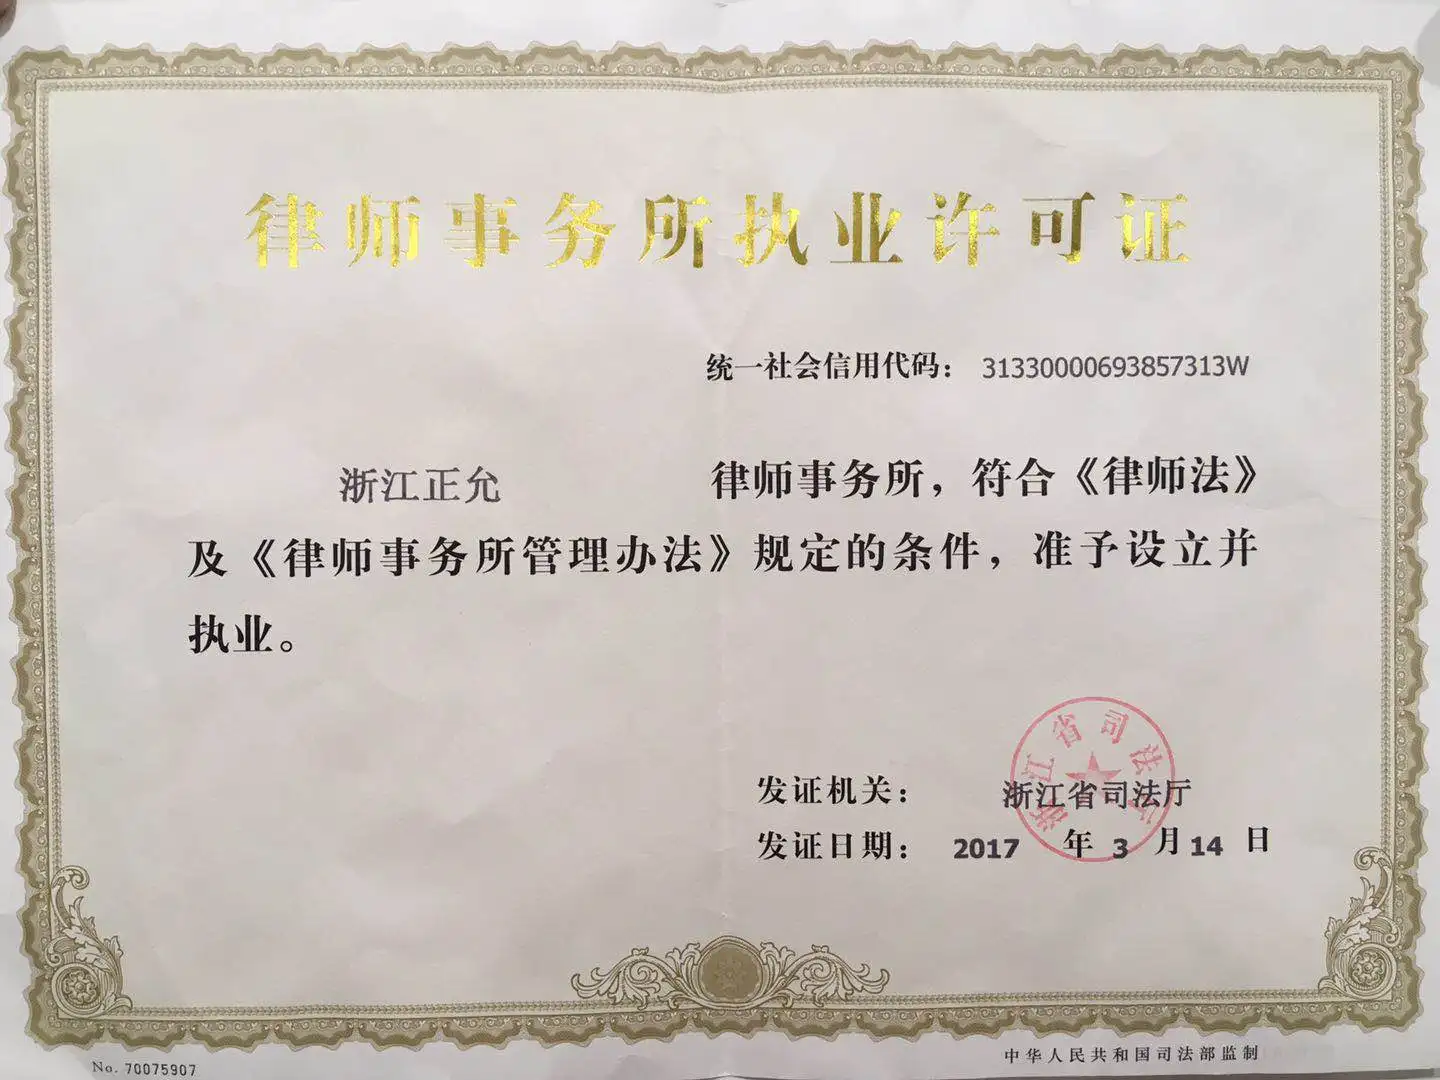 律师事务所执业许可证
统一社会信用代码： 31330000693857313W
浙江正允 律师事务所，符合《律师法》
及《律师事务所管理办法》规定的条件，准予设立并
执业。
浙江省司法厅
发证机关： 浙江省司法厅
发证日期： 2017 年 3 月 14 日
No. 70075907
中华人民共和国司法部监制